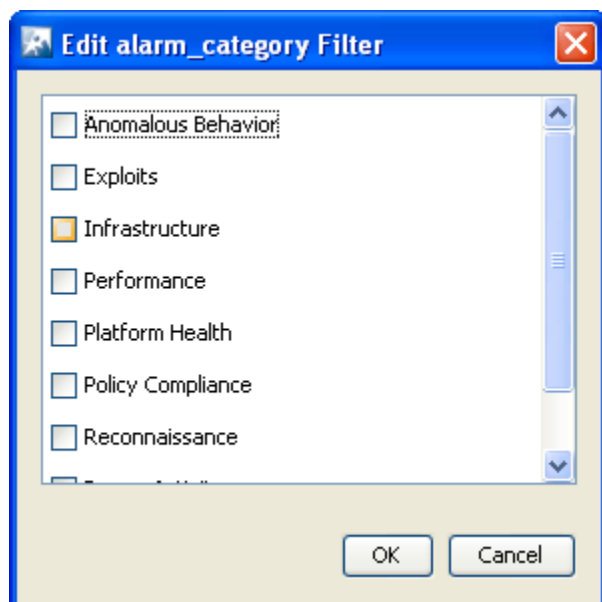 Edit alarm_category Filter
Anomalous Behavior
Exploits
Infrastructure
Performance
Platform Health
Policy Compliance
Reconnaissance
OK
Cancel